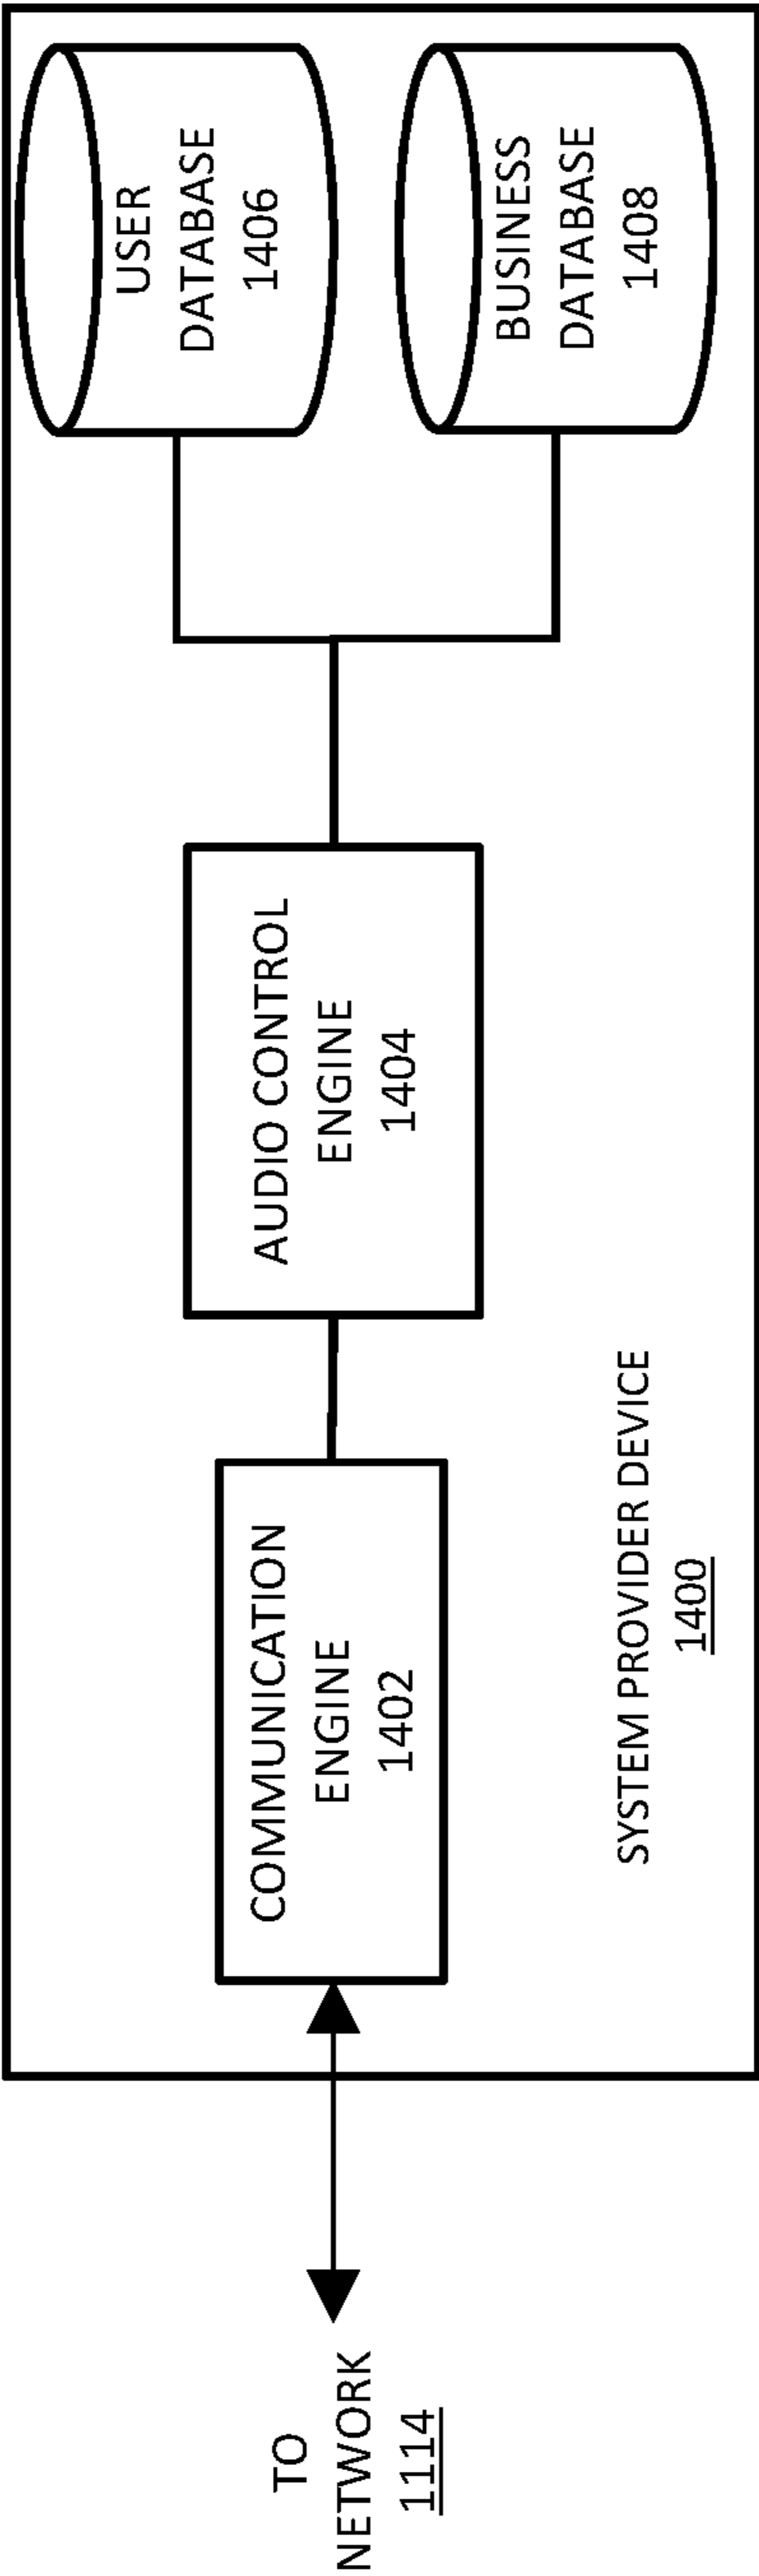 TO
NETWORK
1114
COMMUNICATION
ENGINE
1402
AUDIO CONTROL
ENGINE
1404
USER
DATABASE
1406
BUSINESS
DATABASE
1408
SYSTEM PROVIDER DEVICE
1400